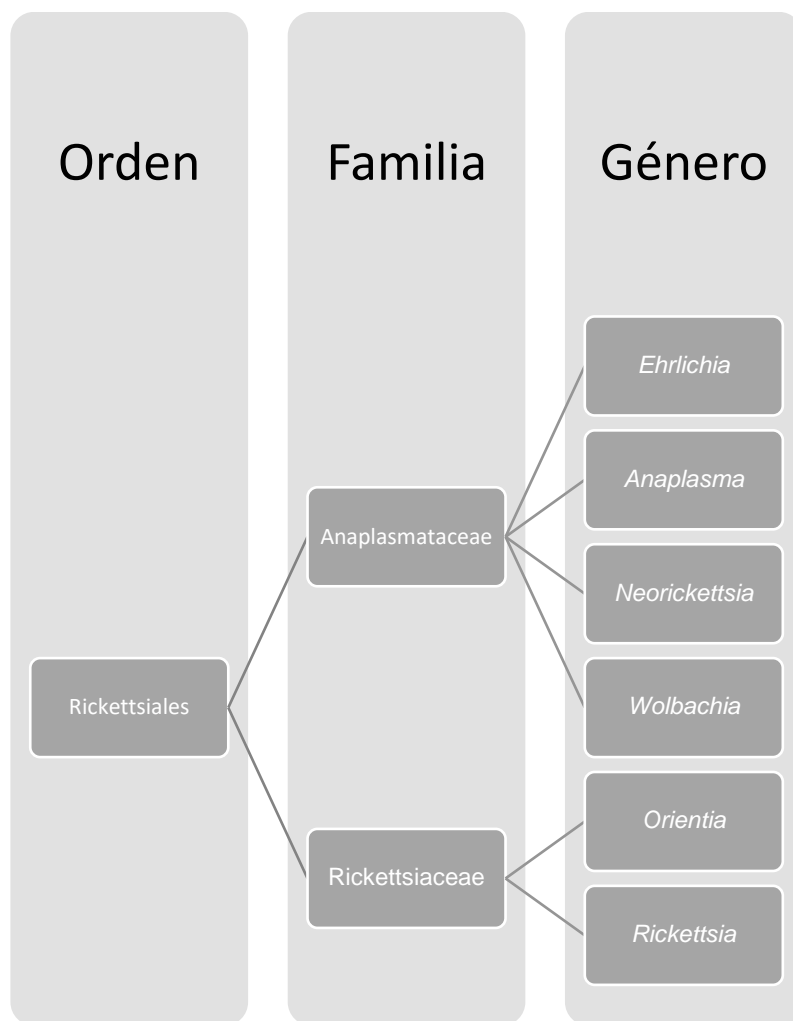 Orden
Familia
Género
Rickettsiales
Anaplasmataceae
Rickettsiaceae
Ehrlichia
Anaplasma
Neorickettsia
Wolbachia
Orientia
Rickettsia